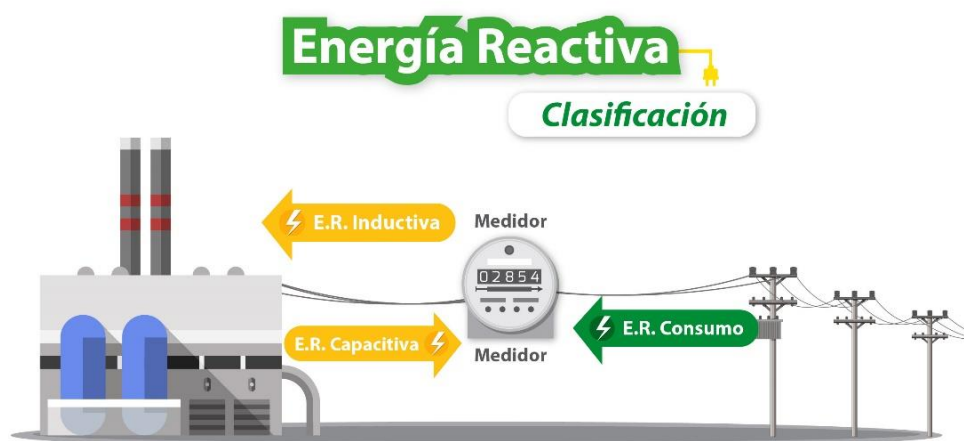 Energía Reactiva
Clasificación
E.R. Inductiva
Medidor
02854
E.R. Capacitiva
E.R. Consumo
Medidor